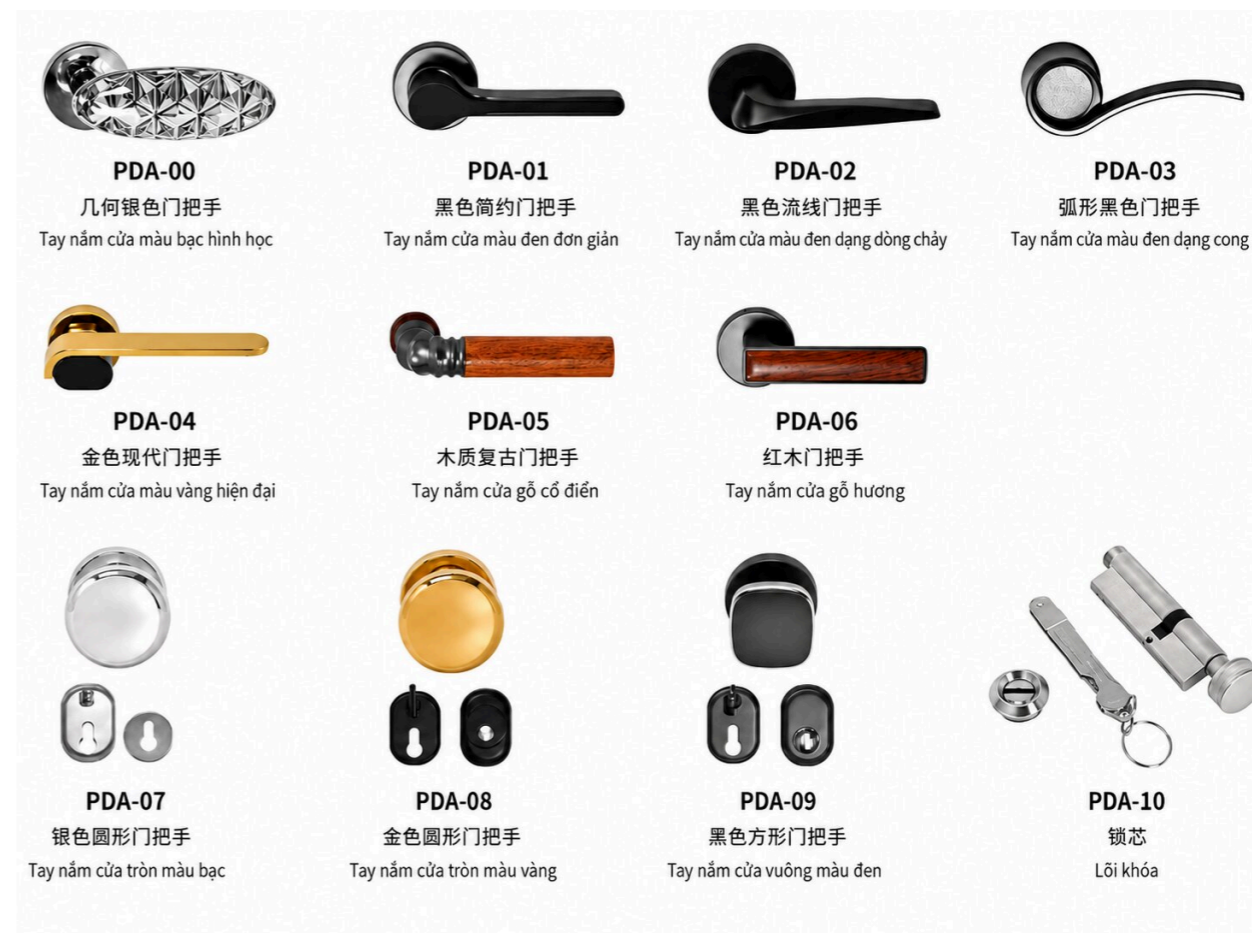 PDA-00
几何银色门把手
Tay nắm cửa màu bạc hình học
PDA-01
黑色简约门把手
Tay nắm cửa màu đen đơn giản
PDA-02
黑色流线门把手
Tay nắm cửa màu đen dạng dòng chảy
PDA-03
弧形黑色门把手
Tay nắm cửa màu đen dạng cong
PDA-04
金色现代门把手
Tay nắm cửa màu vàng hiện đại
PDA-05
木质复古门把手
Tay nắm cửa gỗ cổ điển
PDA-06
红木门把手
Tay nắm cửa gỗ hương
PDA-07
银色圆形门把手
Tay nắm cửa tròn màu bạc
PDA-08
金色圆形门把手
Tay nắm cửa tròn màu vàng
PDA-09
黑色方形门把手
Tay nắm cửa vuông màu đen
PDA-10
锁芯
Lõi khóa